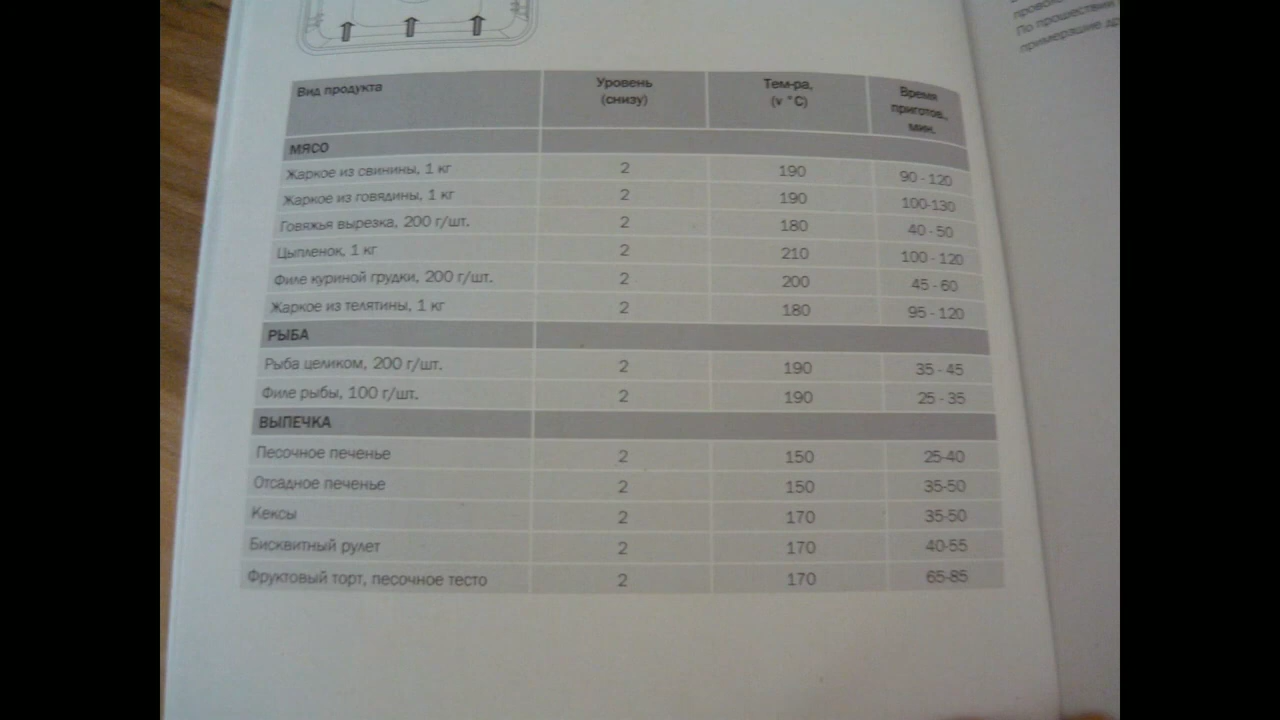 прово
По прошествии
примерзшие др
Вид продукта Уровень (снизу) Тем-ра, (v °C) Время приготов., мин.
МЯСО
Жаркое из свинины, 1 кг 2 190 90 - 120
Жаркое из говядины, 1 кг 2 190 100-130
Говяжья вырезка, 200 г/шт. 2 180 40 - 50
Цыпленок, 1 кг 2 210 100 - 120
Филе куриной грудки, 200 г/шт. 2 200 45 - 60
Жаркое из телятины, 1 кг 2 180 95 - 120
РЫБА
Рыба целиком, 200 г/шт. 2 190 35 - 45
Филе рыбы, 100 г/шт. 2 190 25 - 35
ВЫПЕЧКА
Песочное печенье 2 150 25-40
Отсадное печенье 2 150 35-50
Кексы 2 170 35-50
Бисквитный рулет 2 170 40-55
Фруктовый торт, песочное тесто 2 170 65-85